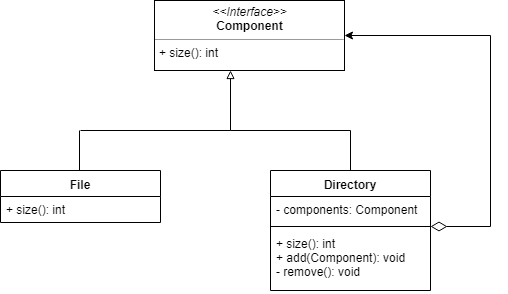 <<Interface>>
Component
+ size(): int
File
+ size(): int
Directory
- components: Component
+ size(): int
+ add(Component): void
- remove(): void